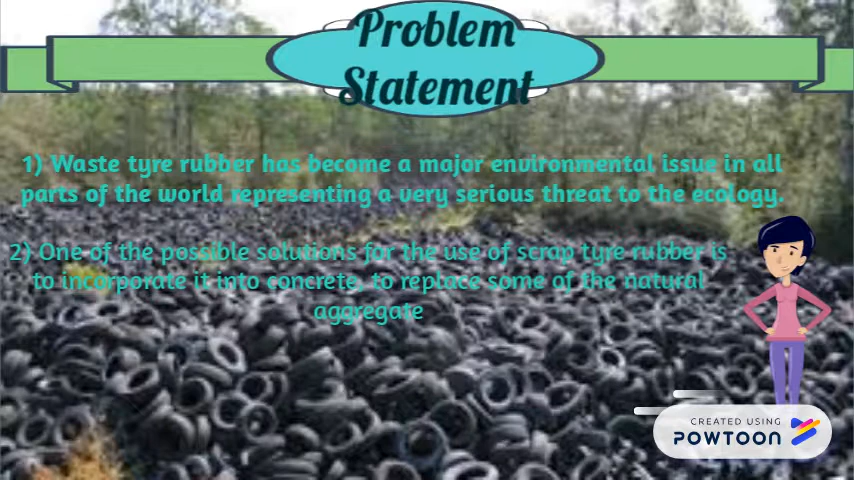 Problem
Statement
1) Waste tyre rubber has become a major environmental issue in all
parts of the world representing a very serious threat to the ecology.
2) One of the possible solutions for the use of scrap tyre rubber is
to incorporate it into concrete, to replace some of the natural
aggregate
CREATED USING
POWTOON